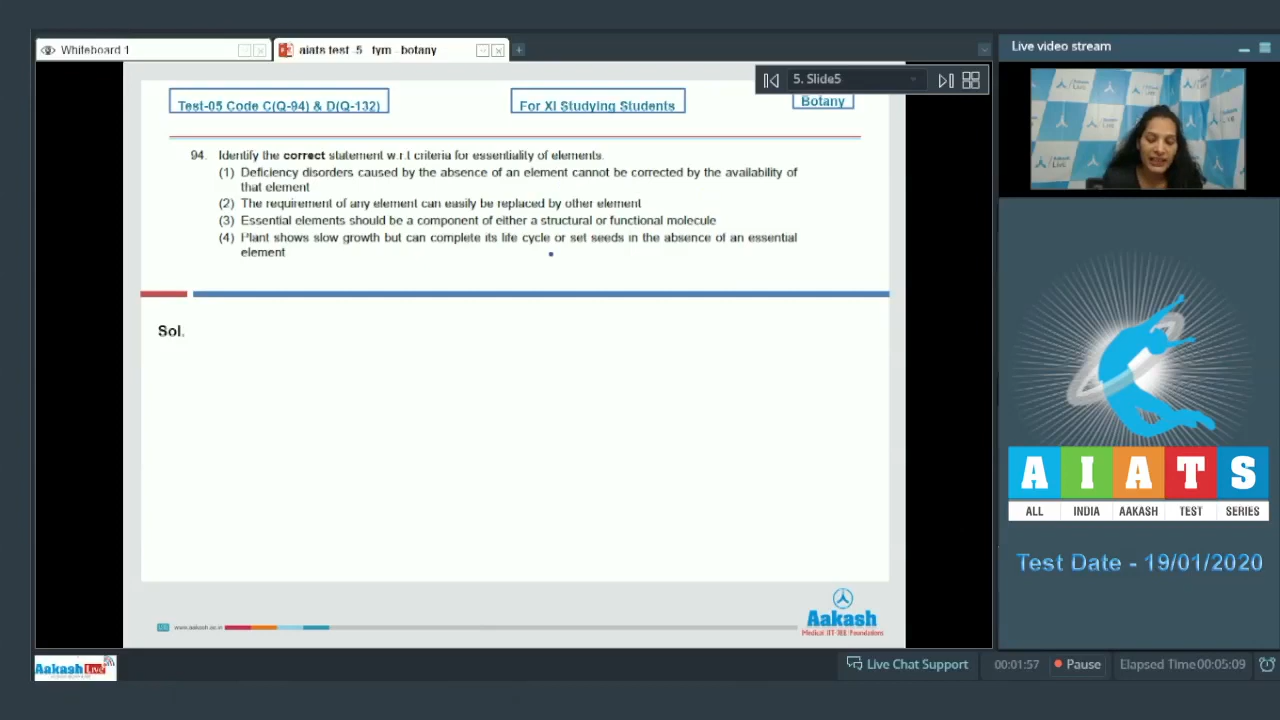 Whiteboard 1
aiats test -5_ tym - botany
Live video stream
5. Slide5
Test-05 Code C(Q-94) & D(Q-132)
For XI Studying Students
Botany
94. Identify the correct statement w.r.t criteria for essentiality of elements.
(1) Deficiency disorders caused by the absence of an element cannot be corrected by the availability of
that element
(2) The requirement of any element can easily be replaced by other element
(3) Essential elements should be a component of either a structural or functional molecule
(4) Plant shows slow growth but can complete its life cycle or set seeds in the absence of an essential
element
Sol.
A I A T S
ALL INDIA AAKASH TEST SERIES
Test Date - 19/01/2020
www.aakash.ac.in
Aakash
Medical|IIT-JEE|Foundations
Aakash Live
Live Chat Support
00:01:57
Pause
Elapsed Time 00:05:09